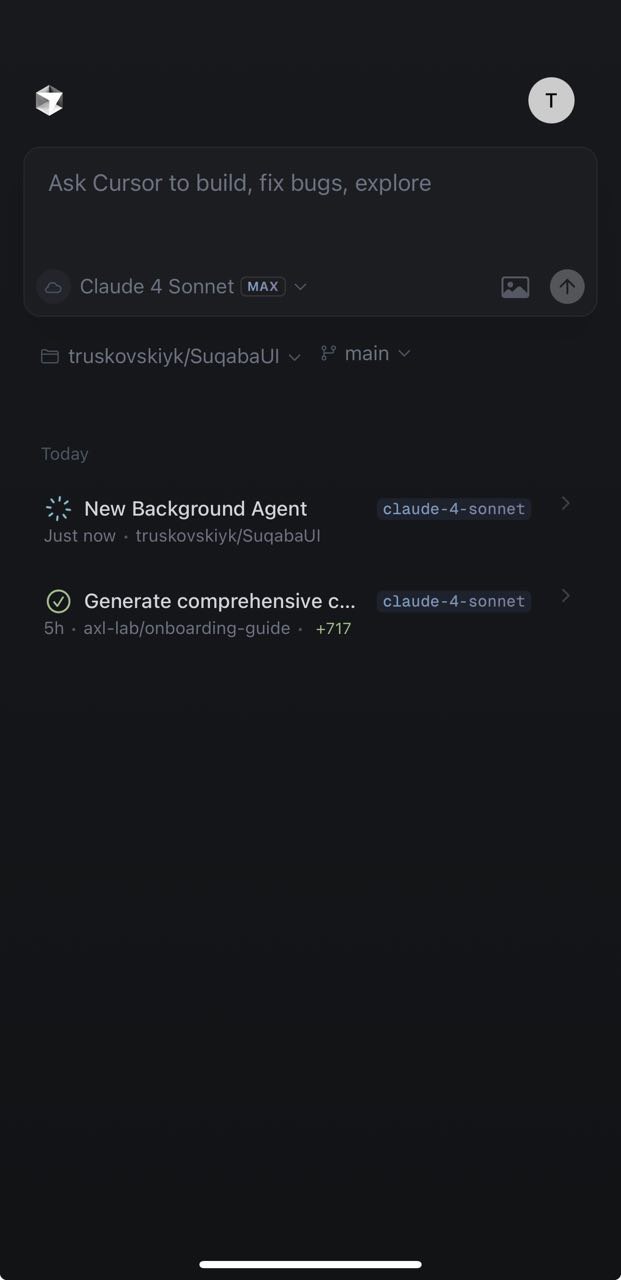 T
Ask Cursor to build, fix bugs, explore
Claude 4 Sonnet MAX
truskovskiyk/SuqabaUI main
Today
New Background Agent claude-4-sonnet
Just now · truskovskiyk/SuqabaUI
Generate comprehensive c... claude-4-sonnet
5h · axl-lab/onboarding-guide · +717